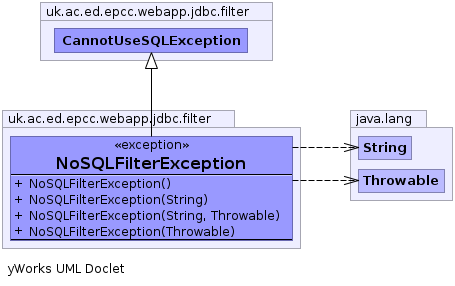 uk.ac.ed.epcc.webapp.jdbc.filter
CannotUseSQLException
uk.ac.ed.epcc.webapp.jdbc.filter
«exception»
NoSQLFilterException
+ NoSQLFilterException()
+ NoSQLFilterException(String)
+ NoSQLFilterException(String, Throwable)
+ NoSQLFilterException(Throwable)
java.lang
String
Throwable
yWorks UML Doclet